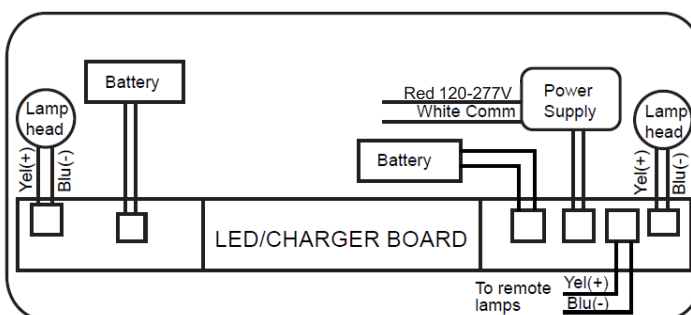 Battery
Lamp
head
Yel(+)
Blu(-)
Red 120-277V
White Comm
Power
Supply
Lamp
head
Yel(+)
Blu(-)
Battery
LED/CHARGER BOARD
To remote
lamps
Yel(+)
Blu(-)